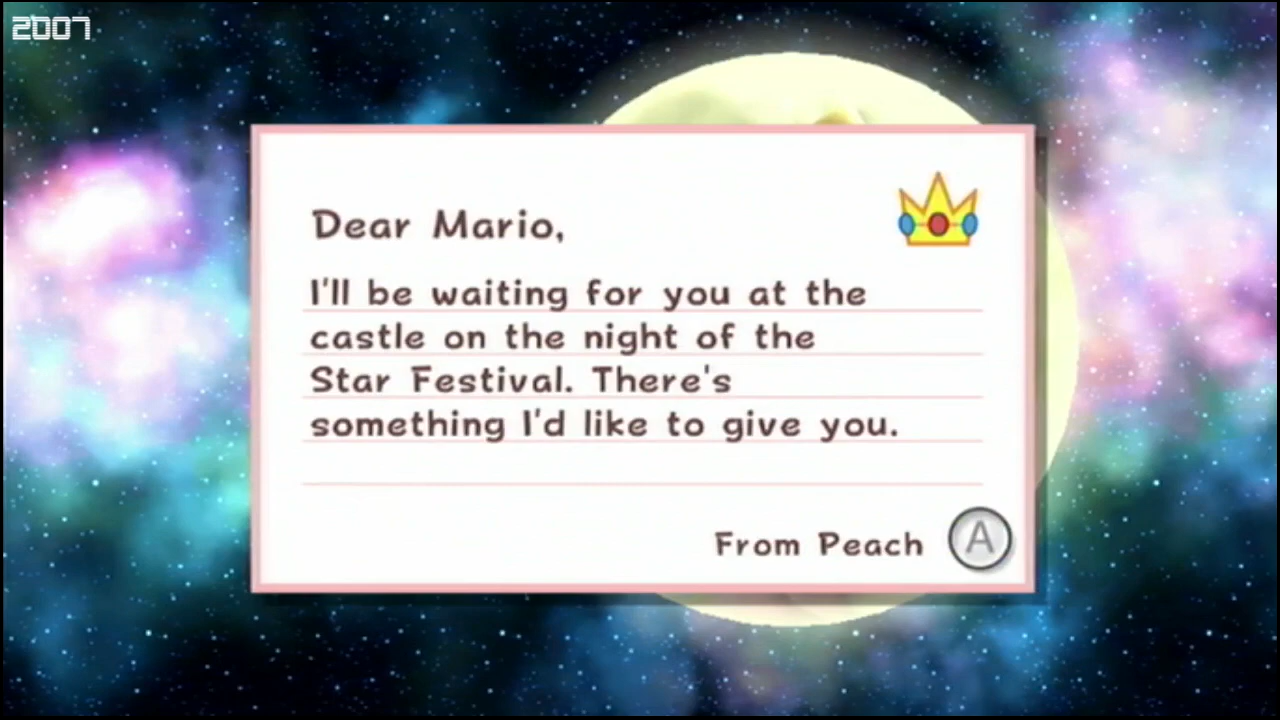 2007
Dear Mario,
I'll be waiting for you at the
castle on the night of the
Star Festival. There's
something I'd like to give you.
From Peach
A